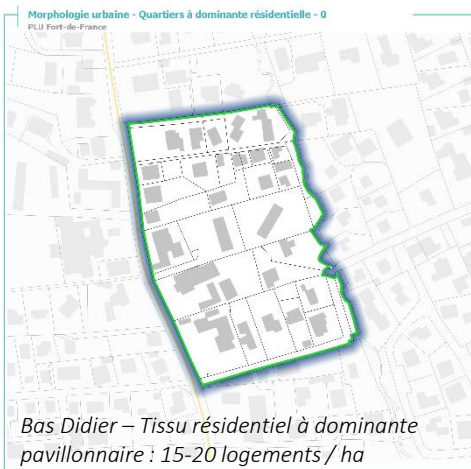 Morphologie urbaine - Quartiers à dominante résidentielle - 0
PLU Fort-de-France
Bas Didier – Tissu résidentiel à dominante
pavillonnaire : 15-20 logements / ha